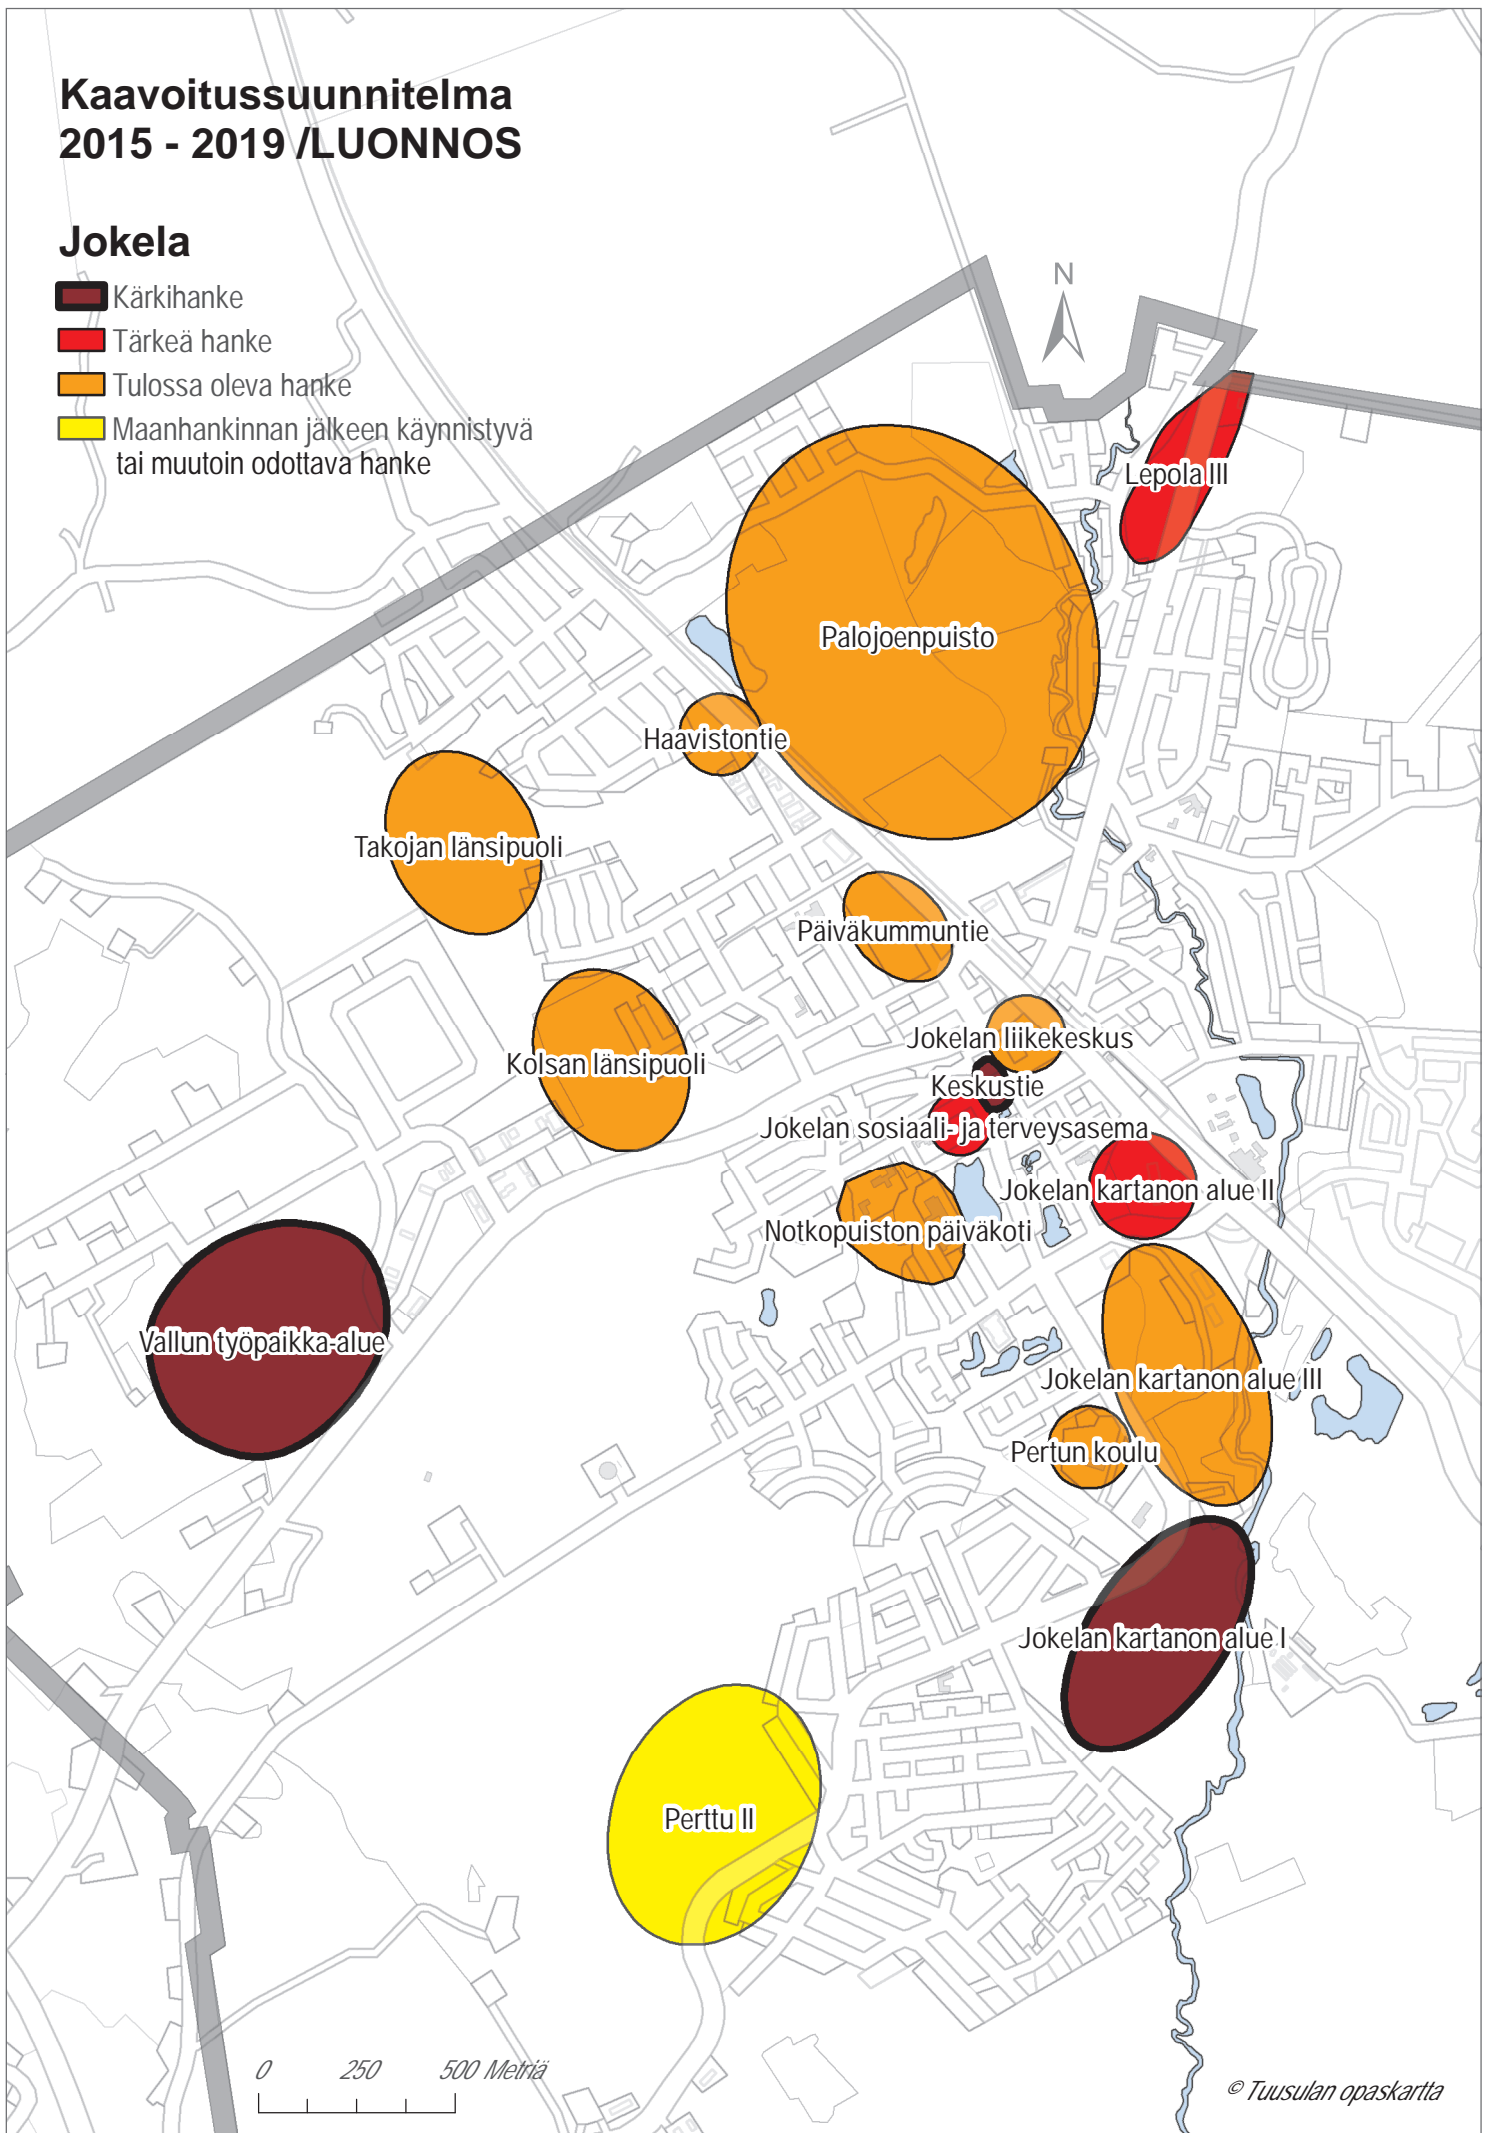 Kaavoitussuunnitelma
2015 - 2019 /LUONNOS
Jokela
Kärkihanke
Tärkeä hanke
Tulossa oleva hanke
Maanhankinnan jälkeen käynnistyvä
tai muutoin odottava hanke
N
Lepola III
Palojoenpuisto
Haavistontie
Takojan länsipuoli
Päiväkummuntie
Jokelan liikekeskus
Kolsan länsipuoli
Keskustie
Jokelan sosiaali- ja terveysasema
Jokelan kartanon alue II
Notkopuiston päiväkoti
Vallun työpaikka-alue
Jokelan kartanon alue III
Pertun koulu
Jokelan kartanon alue I
Perttu II
0 250 500 Metriä
© Tuusulan opaskartta